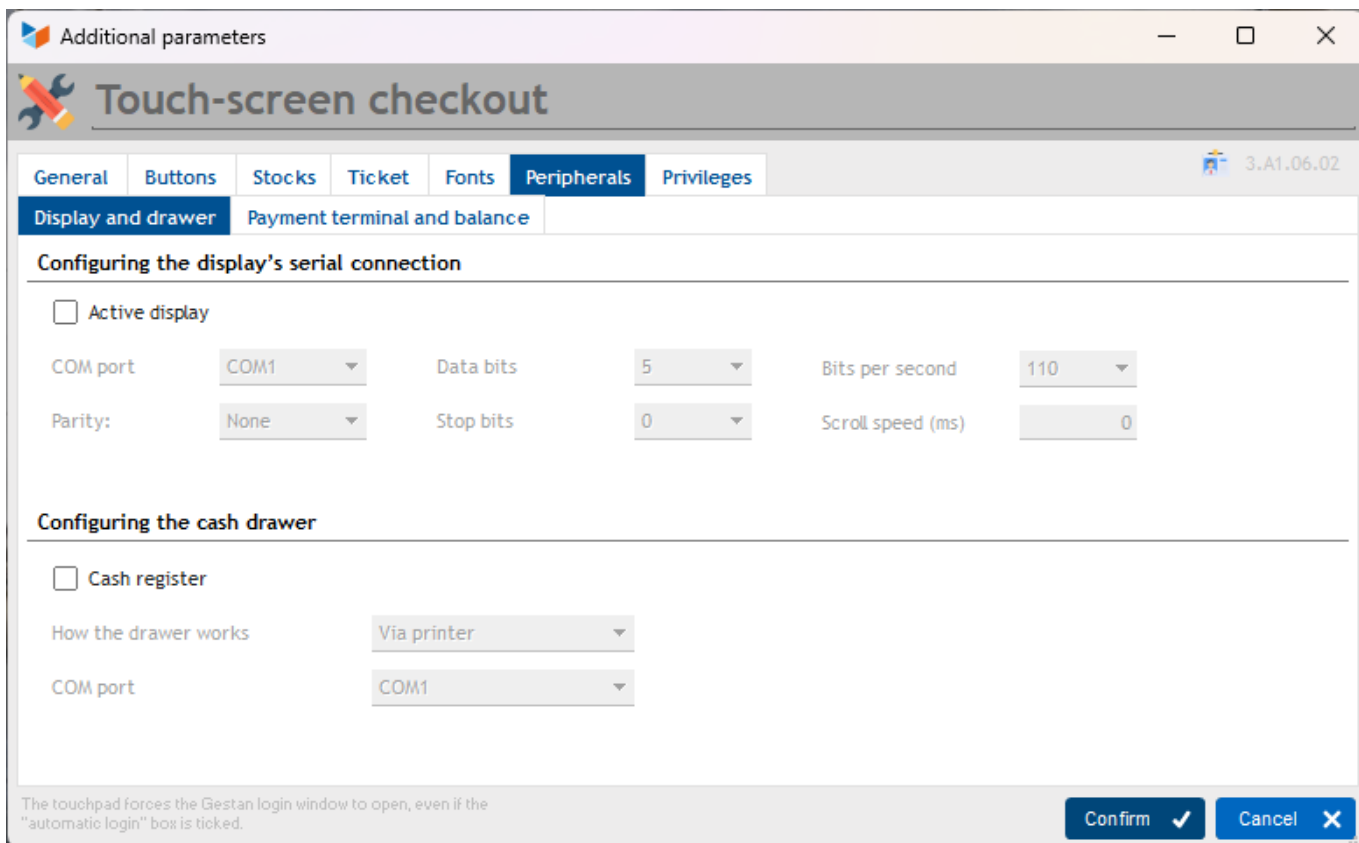 Additional parameters
Touch-screen checkout
General Buttons Stocks Ticket Fonts Peripherals Privileges 3.A1.06.02
Display and drawer Payment terminal and balance
Configuring the display’s serial connection
Active display
COM port COM1 Data bits 5 Bits per second 110
Parity: None Stop bits 0 Scroll speed (ms) 0
Configuring the cash drawer
Cash register
How the drawer works Via printer
COM port COM1
The touchpad forces the Gestan login window to open, even if the
"automatic login" box is ticked.
Confirm Cancel